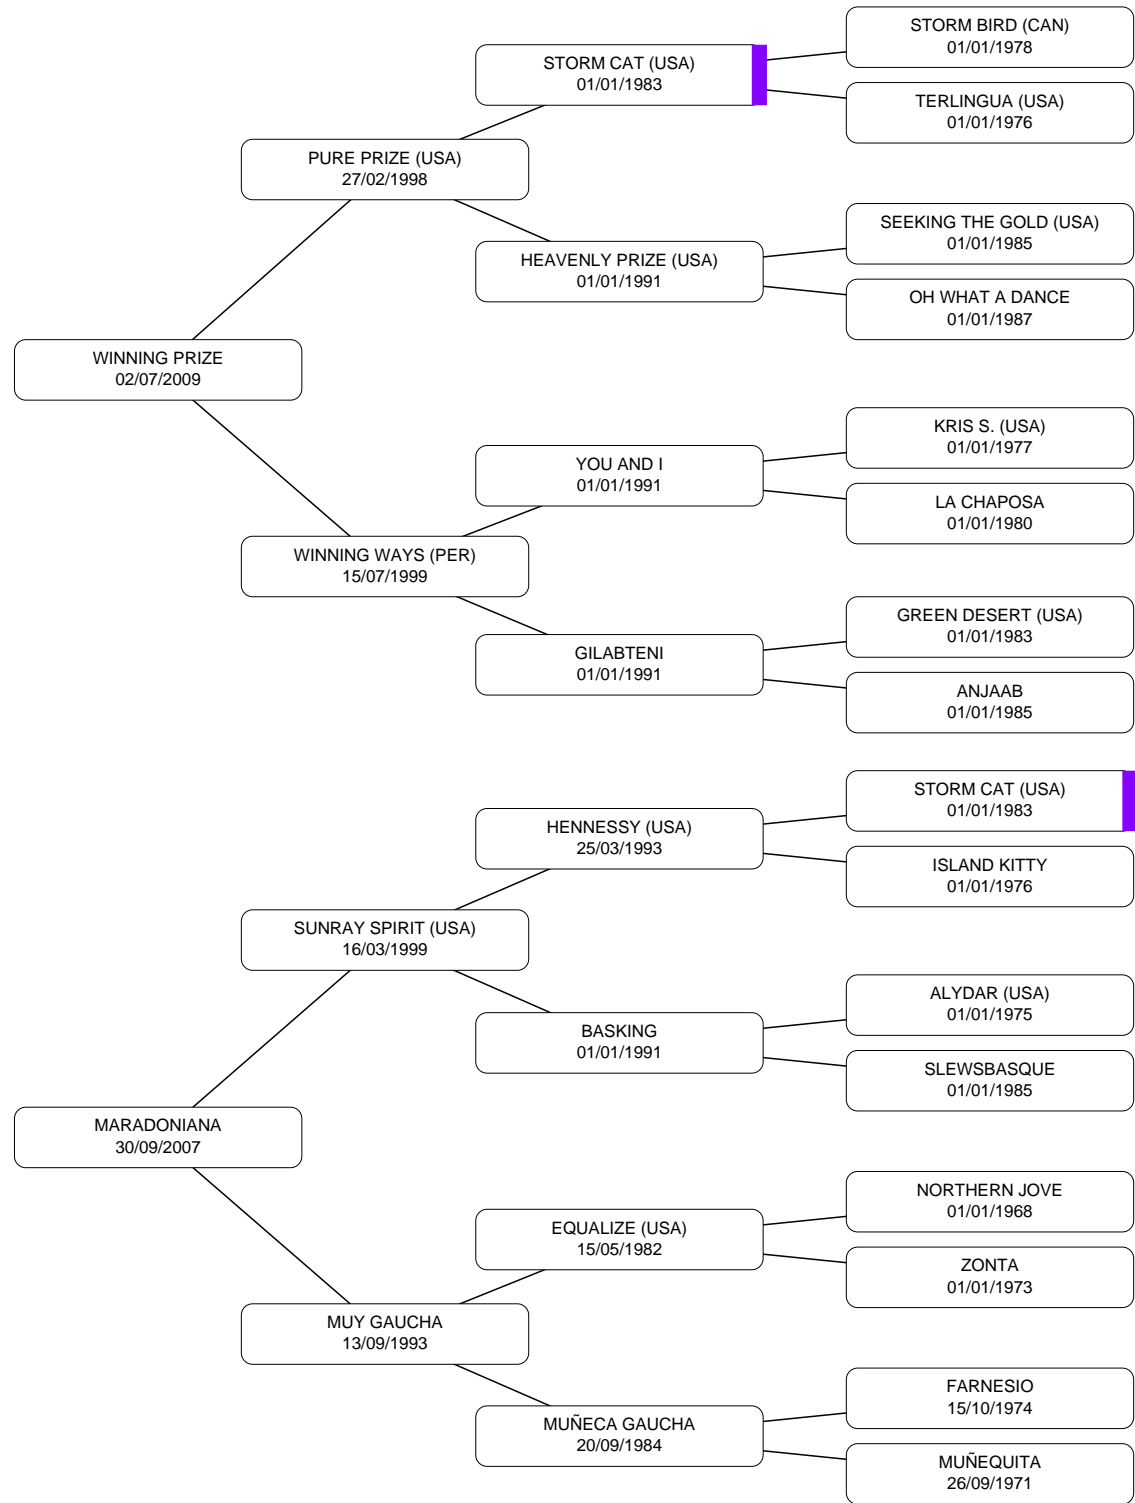 STORM BIRD (CAN)
01/01/1978
STORM CAT (USA)
01/01/1983
TERLINGUA (USA)
01/01/1976
PURE PRIZE (USA)
27/02/1998
SEEKING THE GOLD (USA)
01/01/1985
HEAVENLY PRIZE (USA)
01/01/1991
OH WHAT A DANCE
01/01/1987
WINNING PRIZE
02/07/2009
KRIS S. (USA)
01/01/1977
YOU AND I
01/01/1991
LA CHAPOSA
01/01/1980
WINNING WAYS (PER)
15/07/1999
GREEN DESERT (USA)
01/01/1983
GILABTENI
01/01/1991
ANJAAB
01/01/1985
STORM CAT (USA)
01/01/1983
HENNESSY (USA)
25/03/1993
ISLAND KITTY
01/01/1976
SUNRAY SPIRIT (USA)
16/03/1999
ALYDAR (USA)
01/01/1975
BASKING
01/01/1991
SLEWSBASQUE
01/01/1985
MARADONIANA
30/09/2007
NORTHERN JOVE
01/01/1968
EQUALIZE (USA)
15/05/1982
ZONTA
01/01/1973
MUY GAUCHA
13/09/1993
FARNESIO
15/10/1974
MUÑECA GAUCHA
20/09/1984
MUÑEQUITA
26/09/1971